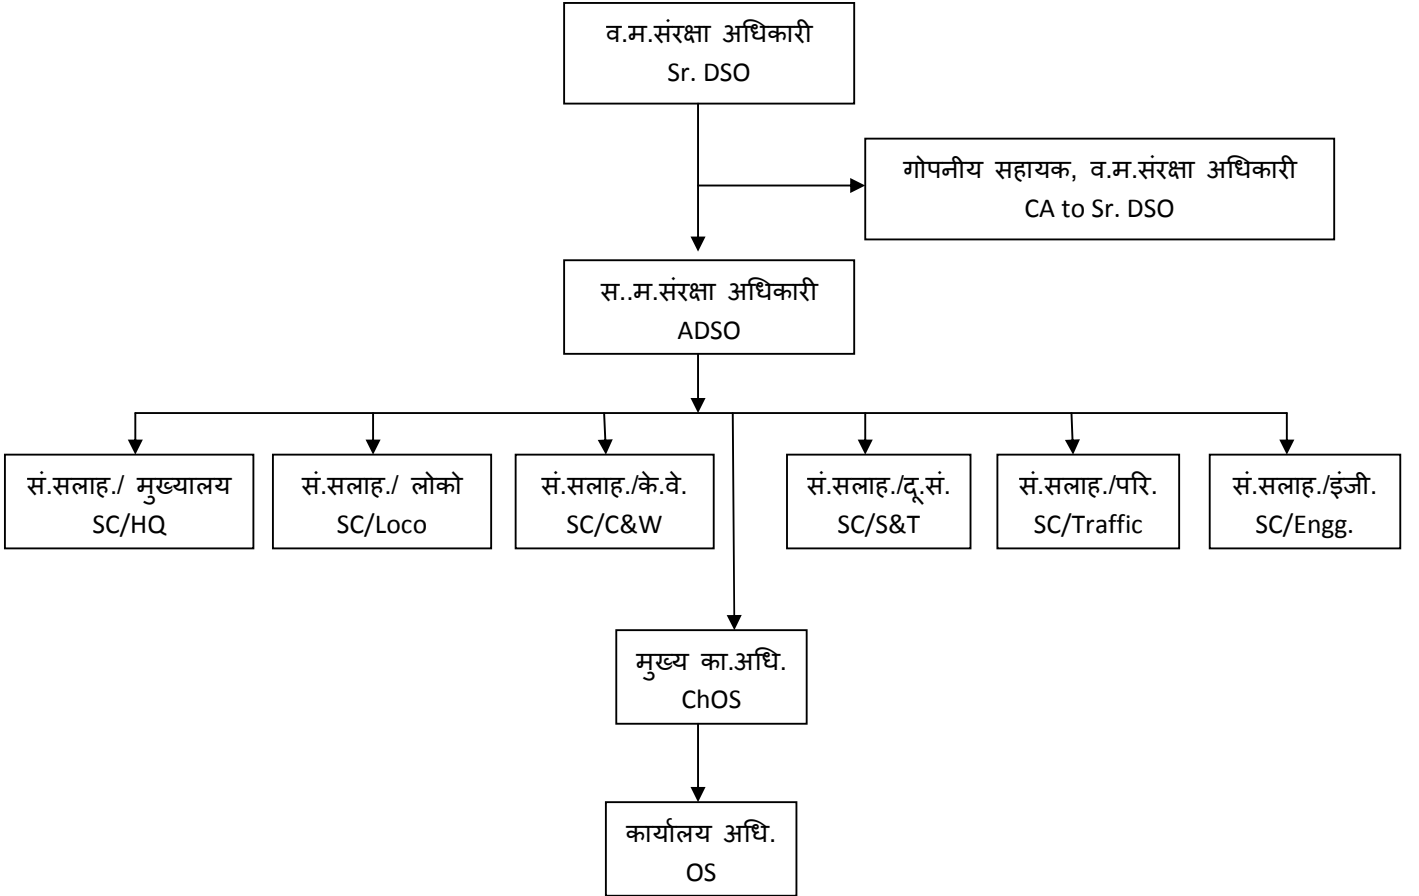 व.म.संरक्षा अधिकारी
Sr. DSO
गोपनीय सहायक, व.म.संरक्षा अधिकारी
CA to Sr. DSO
स..म.संरक्षा अधिकारी
ADSO
सं.सलाह./ मुख्यालय
SC/HQ
सं.सलाह./ लोको
SC/Loco
सं.सलाह./के.वे.
SC/C&W
सं.सलाह./दू.सं.
SC/S&T
सं.सलाह./परि.
SC/Traffic
सं.सलाह./इंजी.
SC/Engg.
मुख्य का.अधि.
ChOS
कार्यालय अधि.
OS